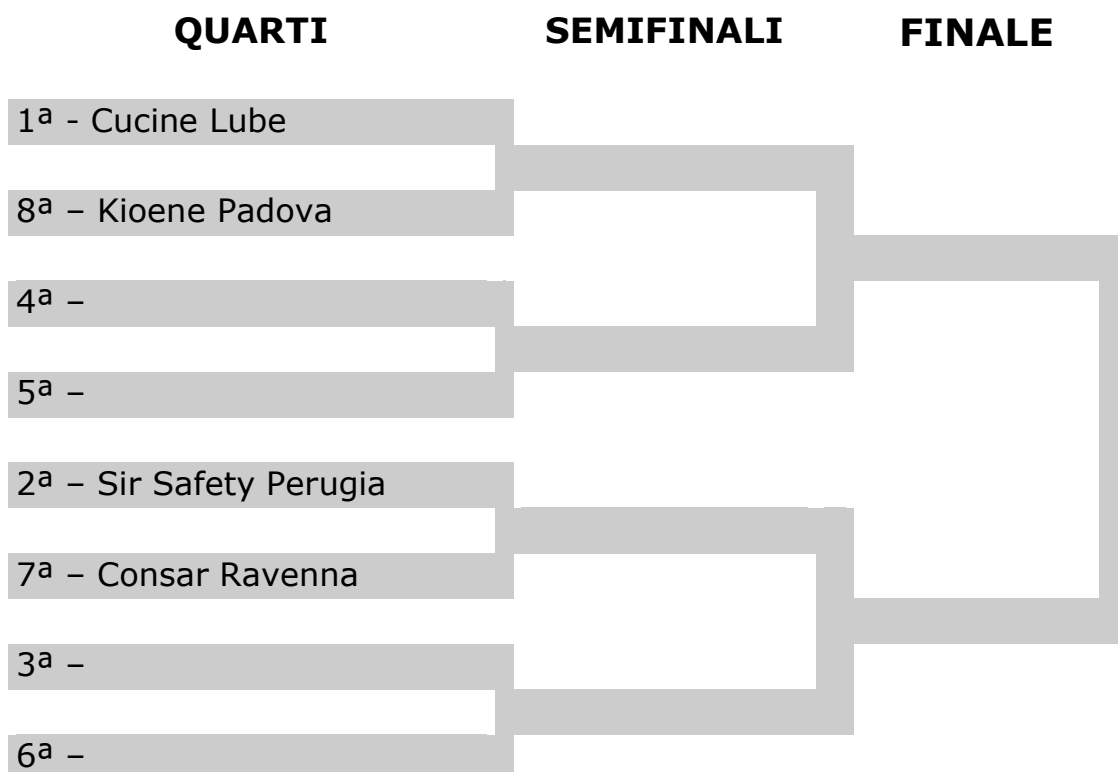 QUARTI SEMIFINALI FINALE
1ª - Cucine Lube
8ª – Kioene Padova
4ª –
5ª –
2ª – Sir Safety Perugia
7ª – Consar Ravenna
3ª –
6ª –